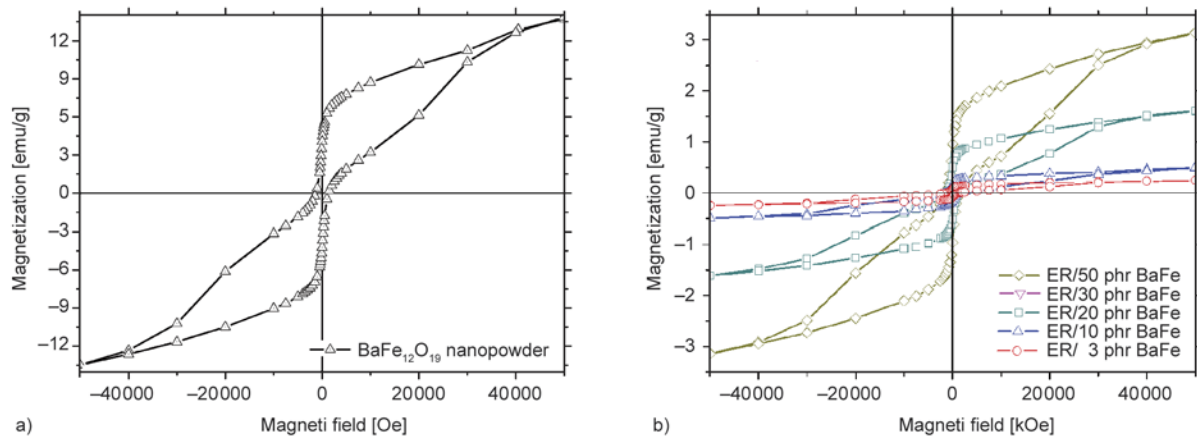 13
9
6
3
0
−3
−6
−9
−12
Magnetization [emu/g]
−40000 −20000 0 20000 40000
Magneti field [Oe]
BaFe12O19 nanopowder
a)
3
2
1
0
−1
−2
−3
Magnetization [emu/g]
ER/50 phr BaFe
ER/30 phr BaFe
ER/20 phr BaFe
ER/10 phr BaFe
ER/ 3 phr BaFe
−40000 −20000 0 20000 40000
Magneti field [kOe]
b)